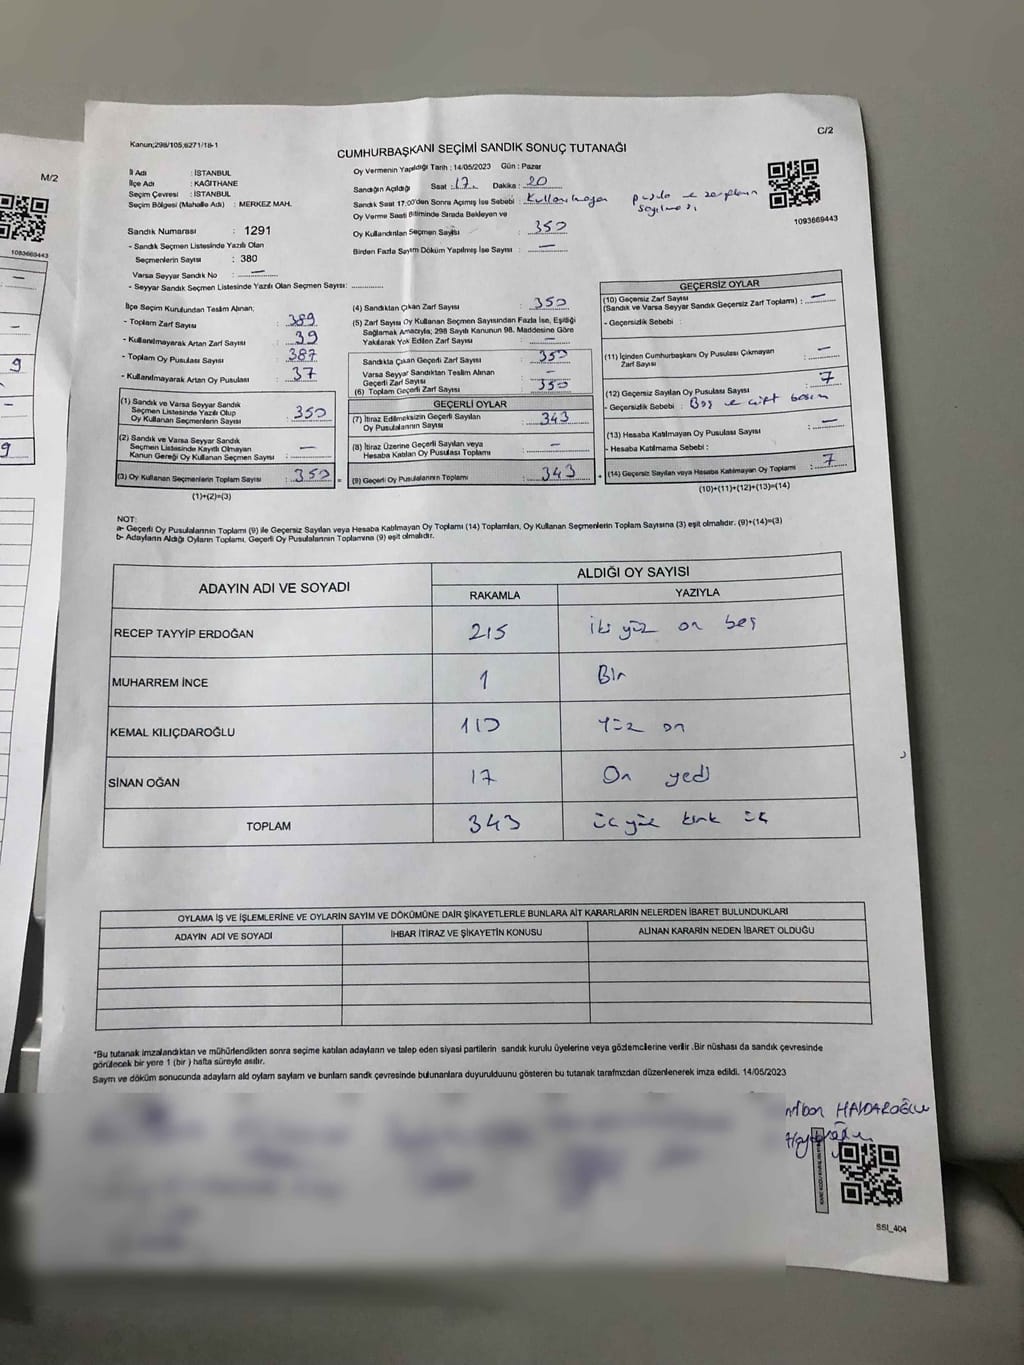 C/2
Kanun;298/105,6271/18-1
CUMHURBAŞKANI SEÇİMİ SANDIK SONUÇ TUTANAĞI
M/2
İl Adı : İSTANBUL
İlçe Adı : KAĞITHANE
Seçim Çevresi : İSTANBUL
Seçim Bölgesi (Mahalle Adı) : MERKEZ MAH.
Sandık Numarası : 1291
- Sandık Seçmen Listesinde Yazılı Olan
Seçmenlerin Sayısı : 380
Varsa Seyyar Sandık No : —
- Seyyar Sandık Seçmen Listesinde Yazılı Olan Seçmen Sayısı:
Oy Vermenin Yapıldığı Tarih : 14/05/2023 Gün : Pazar
Sandığın Açıldığı Saat : 17. Dakika : 20
Sandık Saat 17:00'den Sonra Açılmış İse Sebebi : Kullanılmayan pusula ve zarfların sayılması
Oy Verme Saati Bitiminde Sırada Bekleyen ve
Oy Kullandırılan Seçmen Sayısı : 350
Birden Fazla Sayım Döküm Yapılmış İse Sayısı : —
1093669443
1093669443
İlçe Seçim Kurulundan Teslim Alınan;
- Toplam Zarf Sayısı : 389
- Kullanılmayarak Artan Zarf Sayısı : 39
- Toplam Oy Pusulası Sayısı : 387
- Kullanılmayarak Artan Oy Pusulası : 37
(1) Sandık ve Varsa Seyyar Sandık
Seçmen Listesinde Yazılı Olup
Oy Kullanan Seçmenlerin Sayısı : 350
(2) Sandık ve Varsa Seyyar Sandık
Seçmen Listesinde Kayıtlı Olmayan
Kanun Gereği Oy Kullanan Seçmen Sayısı : —
(3) Oy Kullanan Seçmenlerin Toplam Sayısı : 350
(1)+(2)=(3)
(4) Sandıktan Çıkan Zarf Sayısı : 350
(5) Zarf Sayısı Oy Kullanan Seçmen Sayısından Fazla İse, Eşitliği
Sağlamak Amacıyla; 298 Sayılı Kanunun 98. Maddesine Göre
Yakılarak Yok Edilen Zarf Sayısı : —
Sandıkta Çıkan Geçerli Zarf Sayısı : 350
Varsa Seyyar Sandıktan Teslim Alınan
Geçerli Zarf Sayısı : —
(6) Toplam Geçerli Zarf Sayısı : 350
GEÇERLİ OYLAR
(7) İtiraz Edilmeksizin Geçerli Sayılan
Oy Pusulalarının Sayısı : 343
(8) İtiraz Üzerine Geçerli Sayılan veya
Hesaba Katılan Oy Pusulası Toplamı : —
(9) Geçerli Oy Pusulalarının Toplamı : 343
GEÇERSİZ OYLAR
(10) Geçersiz Zarf Sayısı
(Sandık ve Varsa Seyyar Sandık Geçersiz Zarf Toplamı) : —
- Geçersizlik Sebebi :
(11) İçinden Cumhurbaşkanı Oy Pusulası Çıkmayan
Zarf Sayısı : —
(12) Geçersiz Sayılan Oy Pusulası Sayısı : 7
- Geçersizlik Sebebi : Boş ve çift basım
(13) Hesaba Katılmayan Oy Pusulası Sayısı : —
- Hesaba Katılmama Sebebi :
(14) Geçersiz Sayılan veya Hesaba Katılmayan Oy Toplamı : 7
(10)+(11)+(12)+(13)=(14)
NOT:
a- Geçerli Oy Pusulalarının Toplamı (9) ile Geçersiz Sayılan veya Hesaba Katılmayan Oy Toplamı (14) Toplamları, Oy Kullanan Seçmenlerin Toplam Sayısına (3) eşit olmalıdır. (9)+(14)=(3)
b- Adayların Aldığı Oyların Toplamı, Geçerli Oy Pusulalarının Toplamına (9) eşit olmalıdır.
ADAYIN ADI VE SOYADI
ALDIĞI OY SAYISI
RAKAMLA YAZIYLA
RECEP TAYYİP ERDOĞAN 215 iki yüz on beş
MUHARREM İNCE 1 Bir
KEMAL KILIÇDAROĞLU 110 Yüz on
SİNAN OĞAN 17 On yedi
TOPLAM 343 üç yüz kırk üç
OYLAMA İŞ VE İŞLEMLERİNE VE OYLARIN SAYIM VE DÖKÜMÜNE DAİR ŞİKAYETLERLE BUNLARA AİT KARARLARIN NELERDEN İBARET BULUNDUKLARI
ADAYIN ADI VE SOYADI İHBAR İTİRAZ VE ŞİKAYETİN KONUSU ALINAN KARARIN NEDEN İBARET OLDUĞU
*Bu tutanak imzalandıktan ve mühürlendikten sonra seçime katılan adayların ve talep eden siyasi partilerin sandık kurulu üyelerine veya gözlemcilerine verilir .Bir nüshası da sandık çevresinde
görülecek bir yere 1 (bir ) hafta süreyle asılır.
Sayım ve döküm sonucunda adayların ald oyların sayların ve bunların sandk çevresinde bulunanlara duyurulduunu gösteren bu tutanak tarafmzdan düzenlenerek imza edildi. 14/05/2023
HAYDAROĞLU
SSI_404
9
9